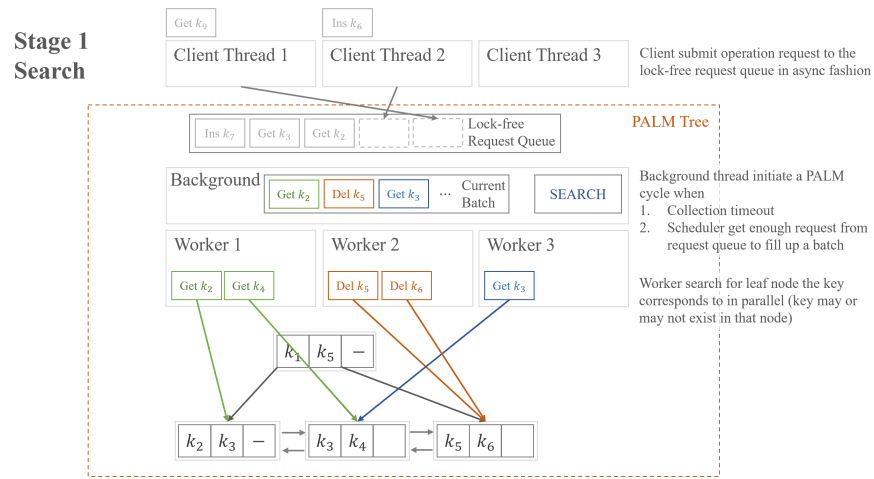 Stage 1
Search
Get k₉
Ins k₆
Client Thread 1
Client Thread 2
Client Thread 3
Client submit operation request to the
lock-free request queue in async fashion
PALM Tree
Ins k₇
Get k₃
Get k₂
Lock-free
Request Queue
Background
Get k₂
Del k₅
Get k₃
...
Current
Batch
SEARCH
Background thread initiate a PALM
cycle when
1. Collection timeout
2. Scheduler get enough request from
request queue to fill up a batch
Worker 1
Worker 2
Worker 3
Get k₂
Get k₄
Del k₅
Del k₆
Get k₃
Worker search for leaf node the key
corresponds to in parallel (key may or
may not exist in that node)
k₁ k₅ –
k₂ k₃ –
k₃ k₄
k₅ k₆